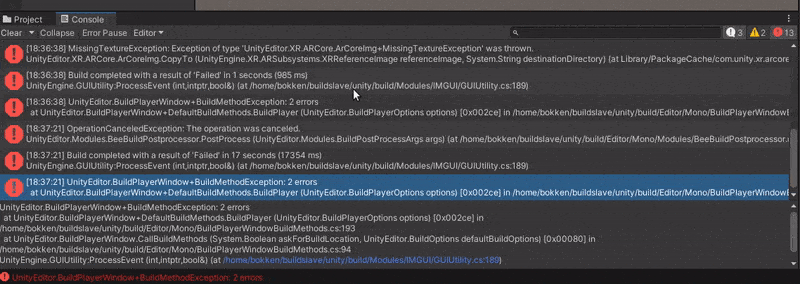 Project Console
Clear Collapse Error Pause Editor 3 2 13
[18:36:38] MissingTextureException: Exception of type 'UnityEditor.XR.ARCore.ArCoreImg+MissingTextureException' was thrown.
UnityEditor.XR.ARCore.ArCoreImg.CopyTo (UnityEngine.XR.ARSubsystems.XRReferenceImage referenceImage, System.String destinationDirectory) (at Library/PackageCache/com.unity.xr.arcore
[18:36:38] Build completed with a result of 'Failed' in 1 seconds (985 ms)
UnityEngine.GUIUtility:ProcessEvent (int,intptr,bool&) (at /home/bokken/buildslave/unity/build/Modules/IMGUI/GUIUtility.cs:189)
[18:36:38] UnityEditor.BuildPlayerWindow+BuildMethodException: 2 errors
at UnityEditor.BuildPlayerWindow+DefaultBuildMethods.BuildPlayer (UnityEditor.BuildPlayerOptions options) [0x002ce] in /home/bokken/buildslave/unity/build/Editor/Mono/BuildPlayerWindowB
[18:37:21] OperationCanceledException: The operation was canceled.
UnityEditor.Modules.BeeBuildPostprocessor.PostProcess (UnityEditor.Modules.BuildPostProcessArgs args) (at /home/bokken/buildslave/unity/build/Editor/Mono/Modules/BeeBuildPostprocessor.
[18:37:21] Build completed with a result of 'Failed' in 17 seconds (17354 ms)
UnityEngine.GUIUtility:ProcessEvent (int,intptr,bool&) (at /home/bokken/buildslave/unity/build/Modules/IMGUI/GUIUtility.cs:189)
[18:37:21] UnityEditor.BuildPlayerWindow+BuildMethodException: 2 errors
at UnityEditor.BuildPlayerWindow+DefaultBuildMethods.BuildPlayer (UnityEditor.BuildPlayerOptions options) [0x002ce] in /home/bokken/buildslave/unity/build/Editor/Mono/BuildPlayerWindowB
UnityEditor.BuildPlayerWindow+BuildMethodException: 2 errors
at UnityEditor.BuildPlayerWindow+DefaultBuildMethods.BuildPlayer (UnityEditor.BuildPlayerOptions options) [0x002ce] in
/home/bokken/buildslave/unity/build/Editor/Mono/BuildPlayerWindowBuildMethods.cs:193
at UnityEditor.BuildPlayerWindow.CallBuildMethods (System.Boolean askForBuildLocation, UnityEditor.BuildOptions defaultBuildOptions) [0x00080] in
/home/bokken/buildslave/unity/build/Editor/Mono/BuildPlayerWindowBuildMethods.cs:94
UnityEngine.GUIUtility:ProcessEvent (int,intptr,bool&) (at /home/bokken/buildslave/unity/build/Modules/IMGUI/GUIUtility.cs:189)
UnityEditor.BuildPlayerWindow+BuildMethodException: 2 errors